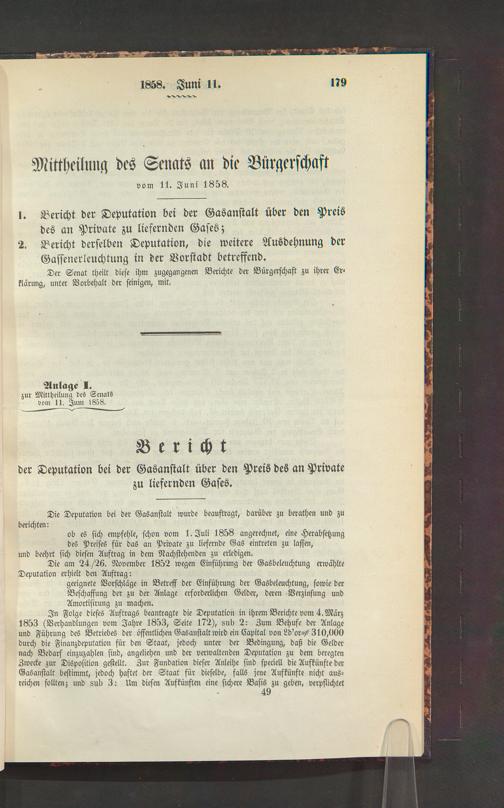 1858. Juni 11.
179
Mittheilung des Senats an die Bürgerschaft
vom 11. Juni 1858.
1. Bericht der Deputation bei der Gasanstalt über den Preis
des an Private zu liefernden Gases;
2. Bericht derselben Deputation, die weitere Ausdehnung der
Gassenerleuchtung in der Vorstadt betreffend.
Der Senat theilt diese ihm zugegangenen Berichte der Bürgerschaft zu ihrer Er-
klärung, unter Vorbehalt der seinigen, mit.
Anlage I.
zur Mittheilung des Senats
vom 11. Juni 1858.
Bericht
der Deputation bei der Gasanstalt über den Preis des an Private
zu liefernden Gases.
Die Deputation bei der Gasanstalt wurde beauftragt, darüber zu berathen und zu
berichten:
ob es sich empfehle, schon vom 1. Juli 1858 angerechnet, eine Herabsetzung
des Preises für das an Private zu liefernde Gas eintreten zu lassen,
und beehrt sich diesen Auftrag in dem Nachstehenden zu erledigen.
Die am 24/26. November 1852 wegen Einführung der Gasbeleuchtung erwählte
Deputation erhielt den Auftrag:
geeignete Vorschläge in Betreff der Einführung der Gasbeleuchtung, sowie der
Beschaffung der zu der Anlage erforderlichen Gelder, deren Verzinsung und
Amortisirung zu machen.
In Folge dieses Auftrags beantragte die Deputation in ihrem Berichte vom 4. März
1853 (Verhandlungen vom Jahre 1853, Seite 172), sub 2: Zum Behufe der Anlage
und Führung des Betriebes der öffentlichen Gasanstalt wird ein Capital von Ld'or 310,000
durch die Finanzdeputation für den Staat, jedoch unter der Bedingung, daß die Gelder
nach Bedarf einzuzahlen sind, angeliehen und der verwaltenden Deputation zu dem beregten
Zwecke zur Disposition gestellt. Zur Fundation dieser Anleihe sind speciell die Aufkünfte der
Gasanstalt bestimmt, jedoch haftet der Staat für dieselbe, falls jene Aufkünfte nicht aus-
reichen sollten; und sub 3: Um diesen Aufkünften eine sichere Basis zu geben, verpflichtet
49